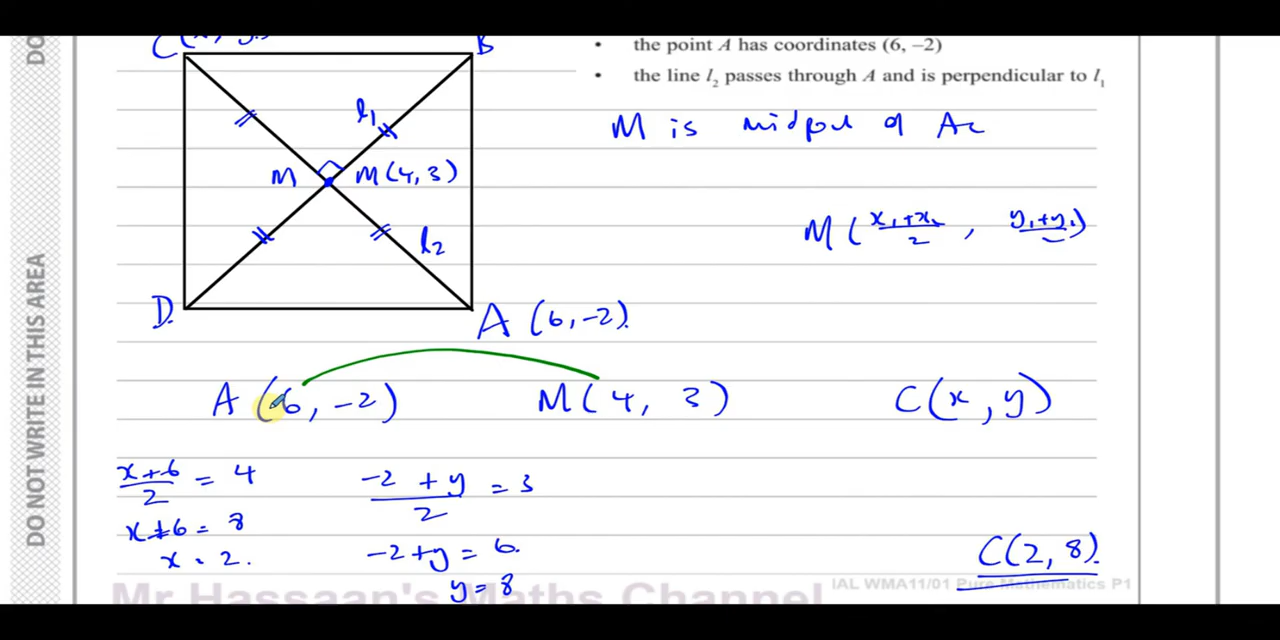 the point A has coordinates (6, −2)
the line l₂ passes through A and is perpendicular to l₁
B
l₁
M is midpoi of AC
M
M(4, 3)
M( x₁+x₂/2 , y₁+y₂/2 )
l₂
D.
A (6, -2).
A (6, -2)
M( 4, 3)
C(x, y)
x+6/2 = 4
-2 + y/2 = 3
x+6 = 8
x = 2.
-2+y = 6.
y = 8
C(2, 8).
DO NOT WRITE IN THIS AREA
DO
DO
Mr Hassaan's Maths Channel
IAL WMA11/01 Pure Mathematics P1